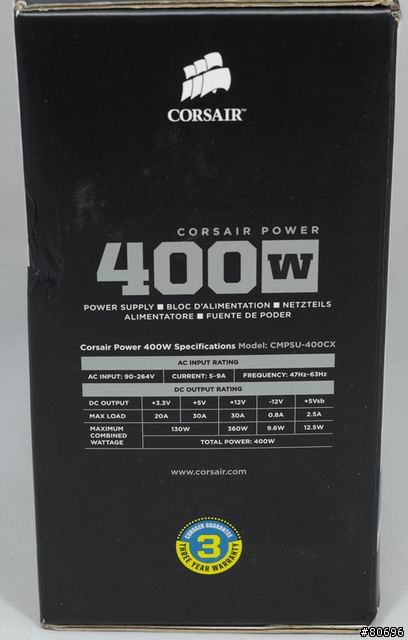 CORSAIR™
CORSAIR POWER
400W
POWER SUPPLY ■ BLOC D'ALIMENTATION ■ NETZTEILS
ALIMENTATORE ■ FUENTE DE PODER
Corsair Power 400W Specifications Model: CMPSU-400CX
AC INPUT RATING
AC INPUT: 90-264V CURRENT: 5-9A FREQUENCY: 47Hz-63Hz
DC OUTPUT RATING
DC OUTPUT +3.3V +5V +12V -12V +5Vsb
MAX LOAD 20A 30A 30A 0.8A 2.5A
MAXIMUM COMBINED WATTAGE 130W 360W 9.6W 12.5W
TOTAL POWER: 400W
www.corsair.com
CORSAIR GUARANTEE
3
THREE YEAR WARRANTY
#80696